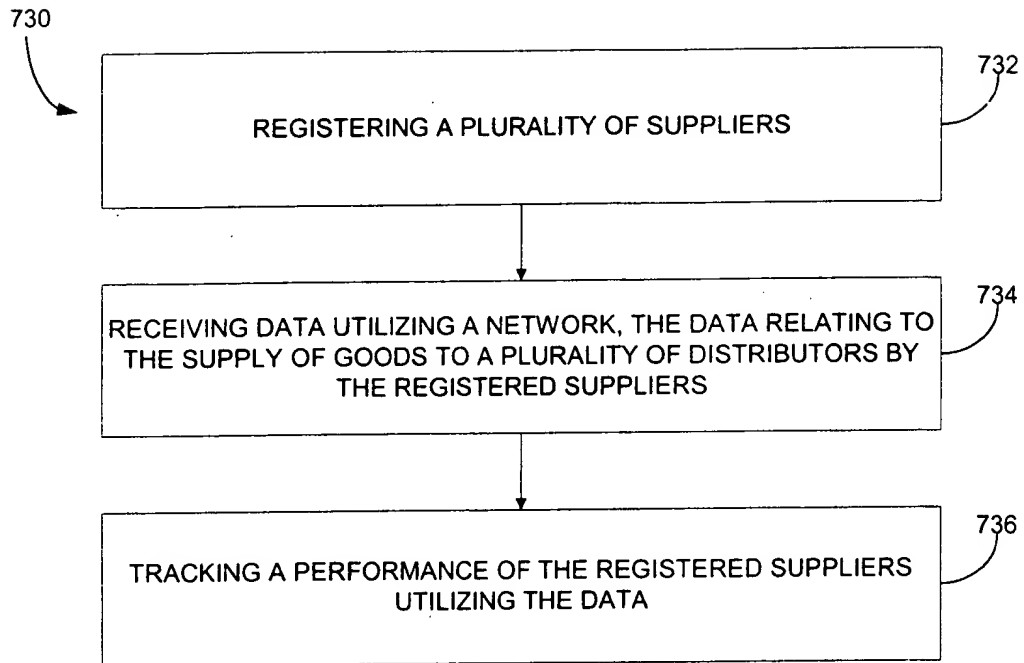 730
732
REGISTERING A PLURALITY OF SUPPLIERS
734
RECEIVING DATA UTILIZING A NETWORK, THE DATA RELATING TO
THE SUPPLY OF GOODS TO A PLURALITY OF DISTRIBUTORS BY
THE REGISTERED SUPPLIERS
736
TRACKING A PERFORMANCE OF THE REGISTERED SUPPLIERS
UTILIZING THE DATA